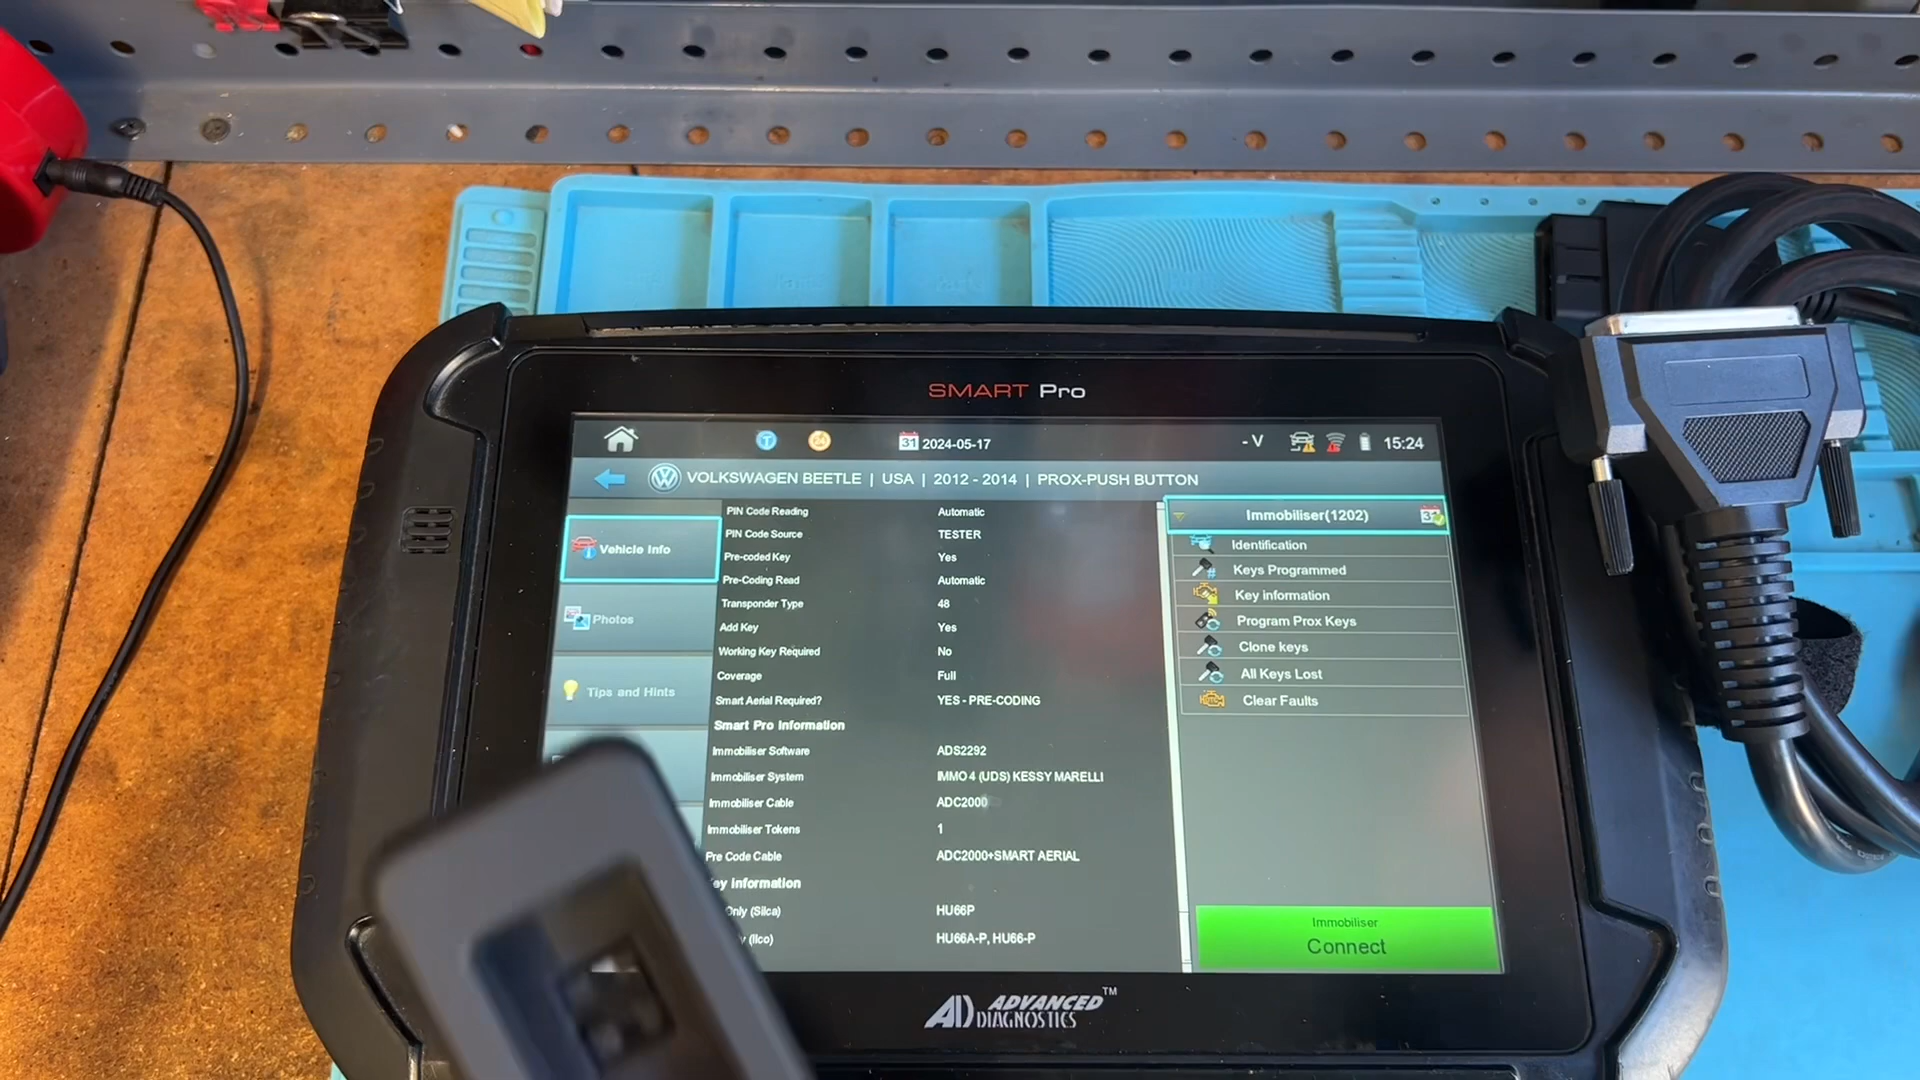 SMART Pro
31 2024-05-17 - V 15:24
VOLKSWAGEN BEETLE | USA | 2012 - 2014 | PROX-PUSH BUTTON
Vehicle Info
Photos
Tips and Hints
PIN Code Reading Automatic
PIN Code Source TESTER
Pre-coded Key Yes
Pre-Coding Read Automatic
Transponder Type 48
Add Key Yes
Working Key Required No
Coverage Full
Smart Aerial Required? YES - PRE-CODING
Smart Pro Information
Immobiliser Software ADS2292
Immobiliser System IMMO 4 (UDS) KESSY MARELLI
Immobiliser Cable ADC2000
Immobiliser Tokens 1
Pre Code Cable ADC2000+SMART AERIAL
ey Information
Only (Silca) HU66P
(Ilco) HU66A-P, HU66-P
Immobiliser(1202)
Identification
Keys Programmed
Key information
Program Prox Keys
Clone keys
All Keys Lost
Clear Faults
Immobiliser
Connect
AD ADVANCED DIAGNOSTICS™